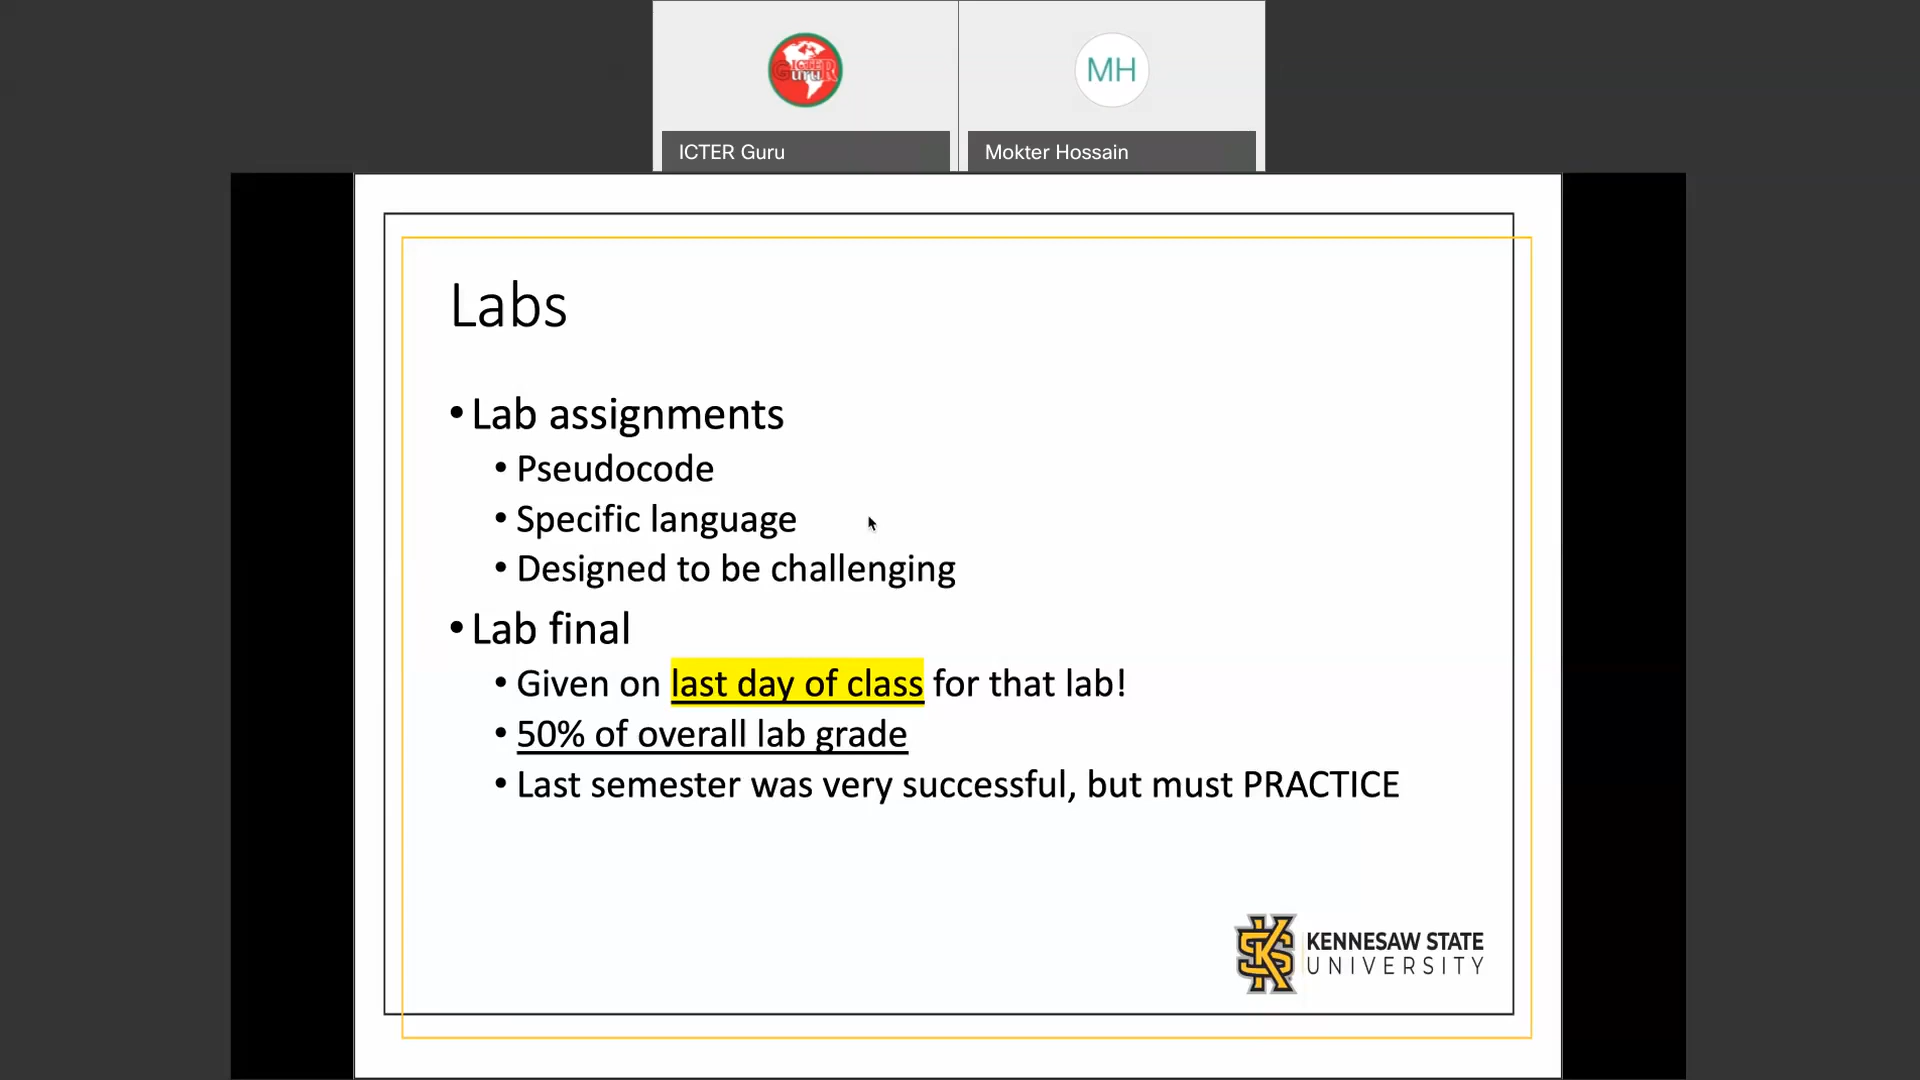 MH
ICTER Guru
Mokter Hossain
Labs
• Lab assignments
• Pseudocode
• Specific language
• Designed to be challenging
• Lab final
• Given on last day of class for that lab!
• 50% of overall lab grade
• Last semester was very successful, but must PRACTICE
KENNESAW STATE
UNIVERSITY